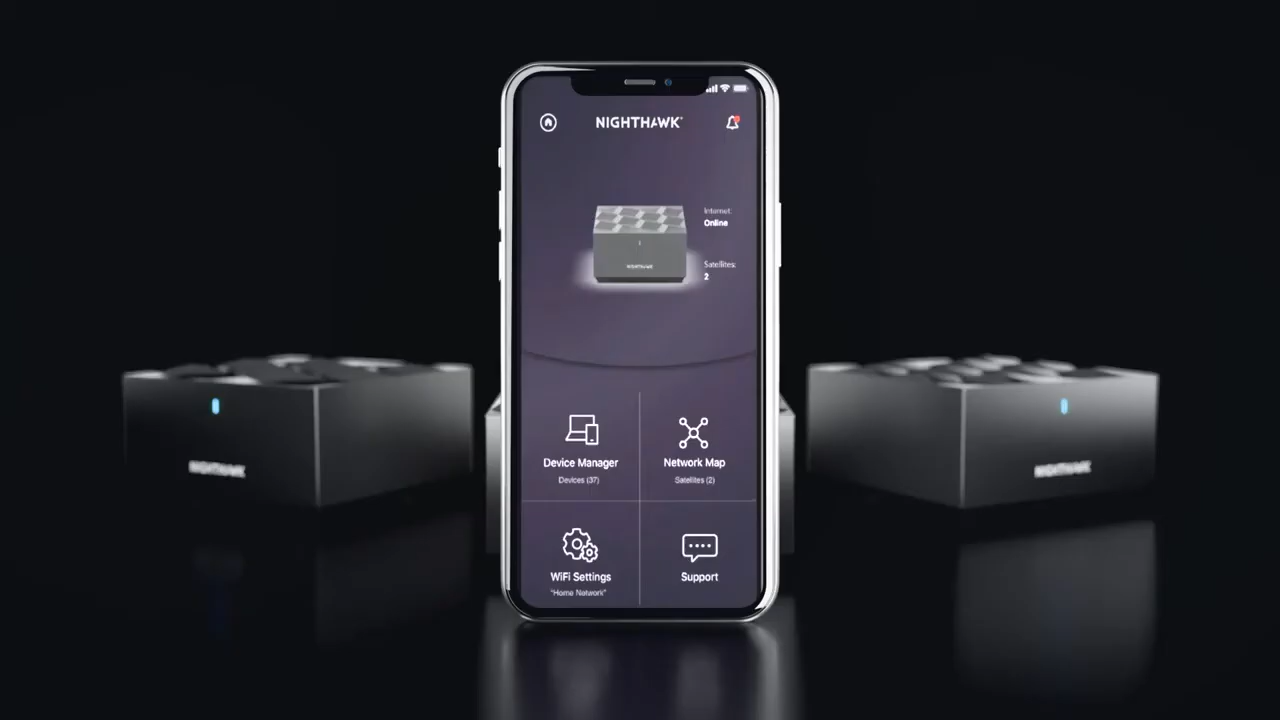 NIGHTHAWK
Internet:
Online
NIGHTHAWK
Satellites:
2
Device Manager
Devices (37)
Network Map
Satellites (2)
WiFi Settings
"Home Network"
Support
NIGHTHAWK
NIGHTHAWK